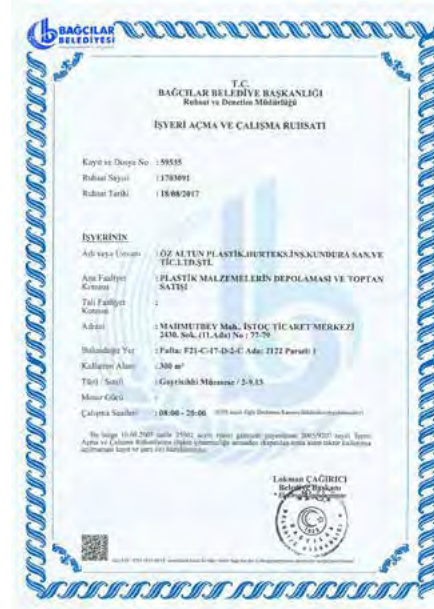 BAĞCILAR
BELEDİYESİ
T.C.
BAĞCILAR BELEDİYE BAŞKANLIĞI
Ruhsat ve Denetim Müdürlüğü
İŞYERİ AÇMA VE ÇALIŞMA RUHSATI
Kayıt ve Dosya No : 59535
Ruhsat Sayısı : 1703091
Ruhsat Tarihi : 18/08/2017
İŞYERİNİN
Adı veya Unvanı : ÖZ ALTUN PLASTİK.HURTEKS.İNŞ.KUNDURA SAN.VE
TİC.LTD.ŞTİ.
Ana Faaliyet : PLASTİK MALZEMELERİN DEPOLAMASI VE TOPTAN
Konusu SATIŞI
Tali Faaliyet :
Konusu
Adresi : MAHMUTBEY Mah., İSTOÇ TİCARET MERKEZİ
2430. Sok. (11.Ada) No : 77-79
Bulunduğu Yer : Pafta: F21-C-17-D-2-C Ada: 2122 Parsel: 1
Kullanım Alanı : 300 m²
Türü / Sınıfı : Gayrisıhhi Müessese / 2-9.13
Motor Gücü :
Çalışma Saatleri : 08:00 - 20:00
Lokman ÇAĞIRICI
Belediye Başkanı